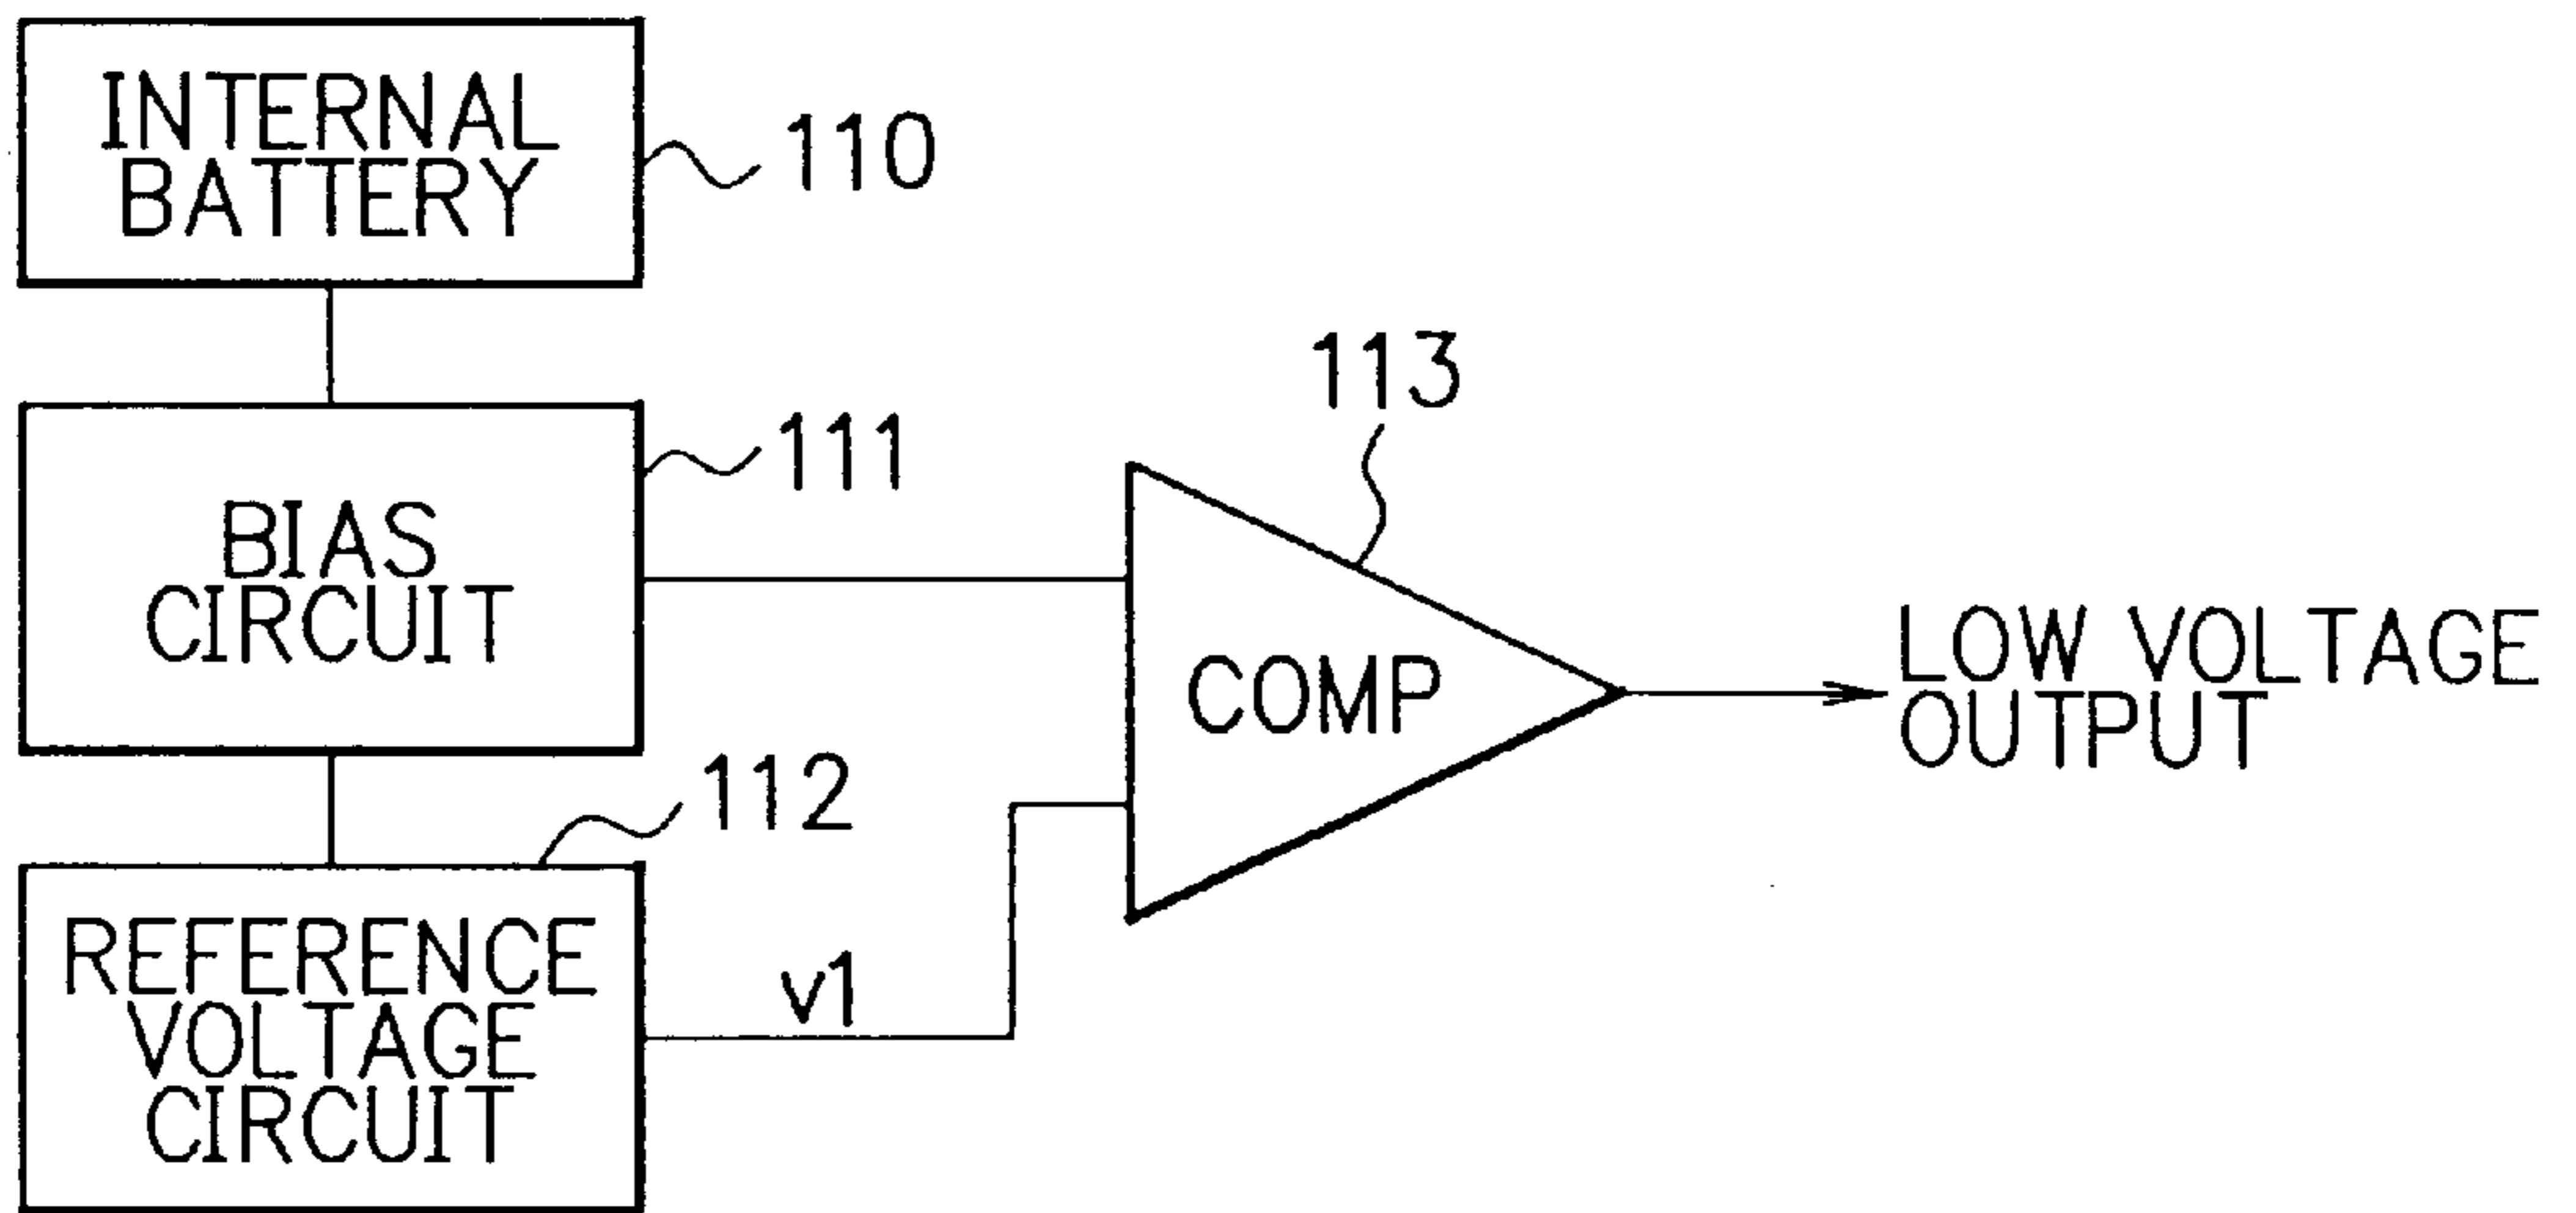 INTERNAL
BATTERY
110
111
BIAS
CIRCUIT
113
COMP
LOW VOLTAGE
OUTPUT
112
REFERENCE
VOLTAGE
CIRCUIT
v1